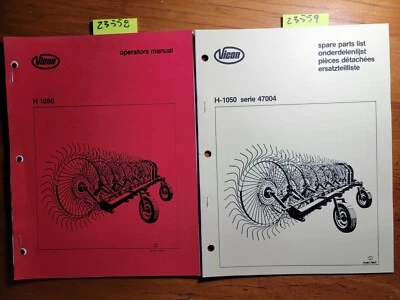 23558
Vicon
operators manual
H 1050
23559
Vicon
spare parts list
onderdelenlijst
pièces détachées
ersatzteilliste
H-1050 serie 47004